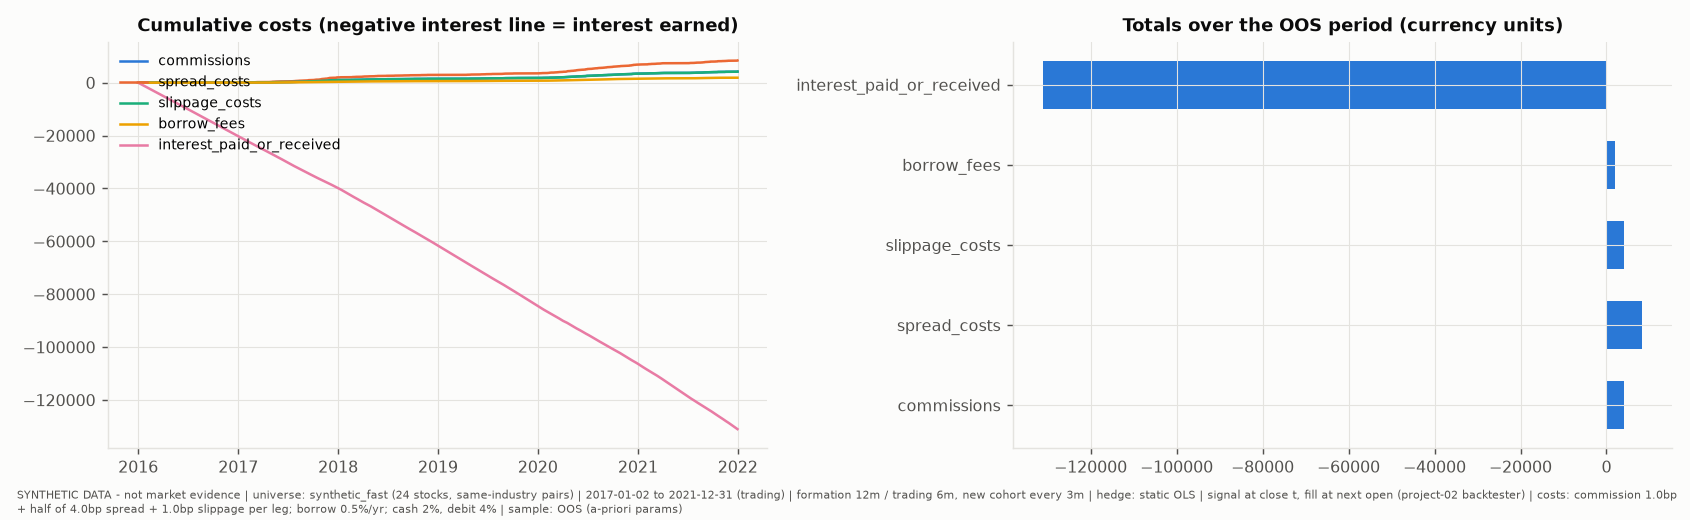 Cumulative costs (negative interest line = interest earned)
commissions
spread_costs
slippage_costs
borrow_fees
interest_paid_or_received
0
−20000
−40000
−60000
−80000
−100000
−120000
2016 2017 2018 2019 2020 2021 2022
Totals over the OOS period (currency units)
interest_paid_or_received
borrow_fees
slippage_costs
spread_costs
commissions
−120000 −100000 −80000 −60000 −40000 −20000 0
SYNTHETIC DATA - not market evidence | universe: synthetic_fast (24 stocks, same-industry pairs) | 2017-01-02 to 2021-12-31 (trading) | formation 12m / trading 6m, new cohort every 3m | hedge: static OLS | signal at close t, fill at next open (project-02 backtester) | costs: commission 1.0bp
+ half of 4.0bp spread + 1.0bp slippage per leg; borrow 0.5%/yr; cash 2%, debit 4% | sample: OOS (a-priori params)